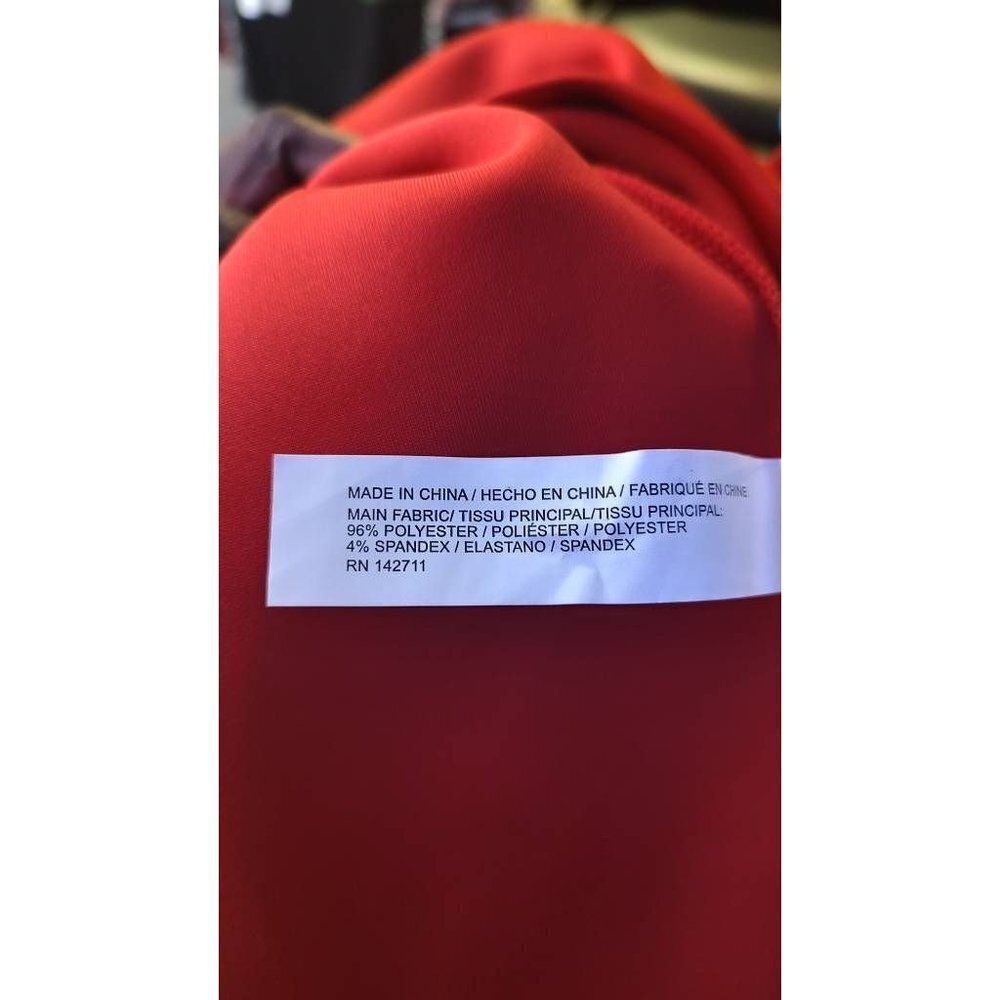 MADE IN CHINA / HECHO EN CHINA / FABRIQUÉ EN CHINE
MAIN FABRIC/ TISSU PRINCIPAL/TISSU PRINCIPAL:
96% POLYESTER / POLIÉSTER / POLYESTER
4% SPANDEX / ELASTANO / SPANDEX
RN 142711